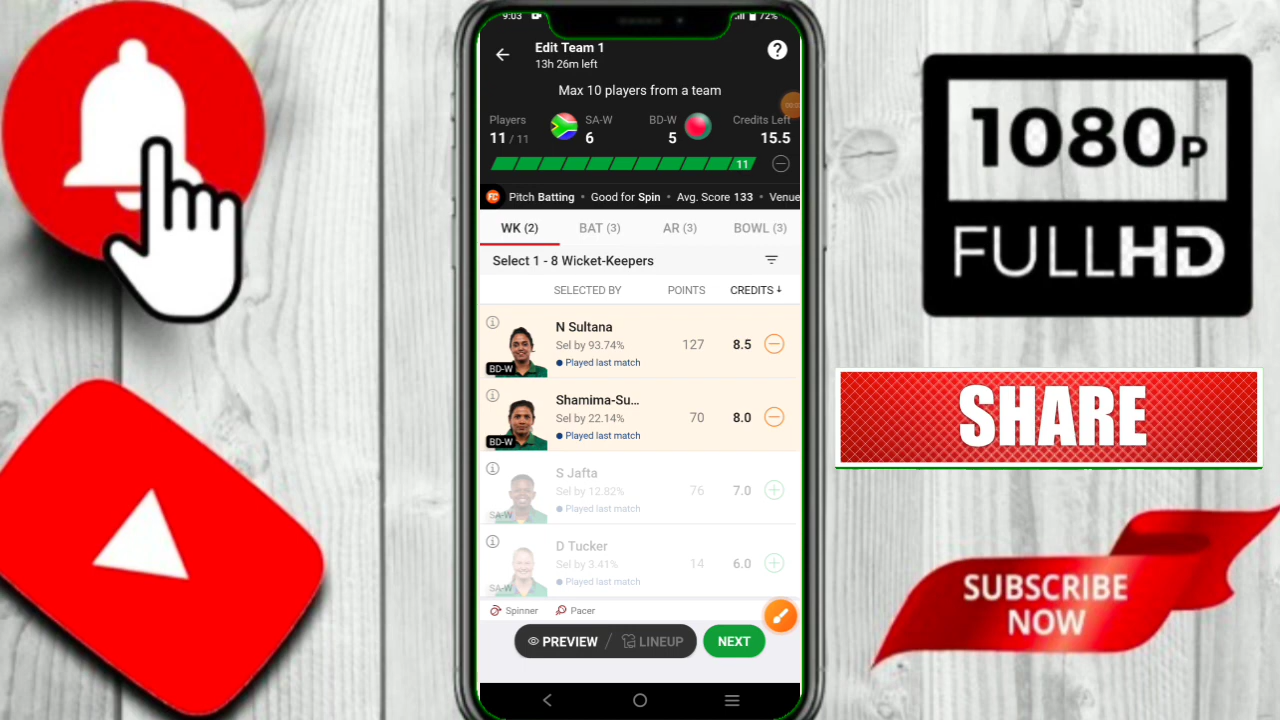 9:03
72%
Edit Team 1
13h 26m left
Max 10 players from a team
Players
11 / 11
SA-W
6
BD-W
5
Credits Left
15.5
11
FC Pitch Batting • Good for Spin • Avg. Score 133 • Venue
WK (2) BAT (3) AR (3) BOWL (3)
Select 1 - 8 Wicket-Keepers
SELECTED BY POINTS CREDITS
N Sultana
Sel by 93.74% 127 8.5
Played last match
BD-W
Shamima-Su...
Sel by 22.14% 70 8.0
Played last match
BD-W
S Jafta
Sel by 12.82% 76 7.0
Played last match
SA-W
D Tucker
Sel by 3.41% 14 6.0
Played last match
SA-W
Spinner Pacer
PREVIEW / LINEUP NEXT
1080p
FULLHD
SHARE
SUBSCRIBE
NOW